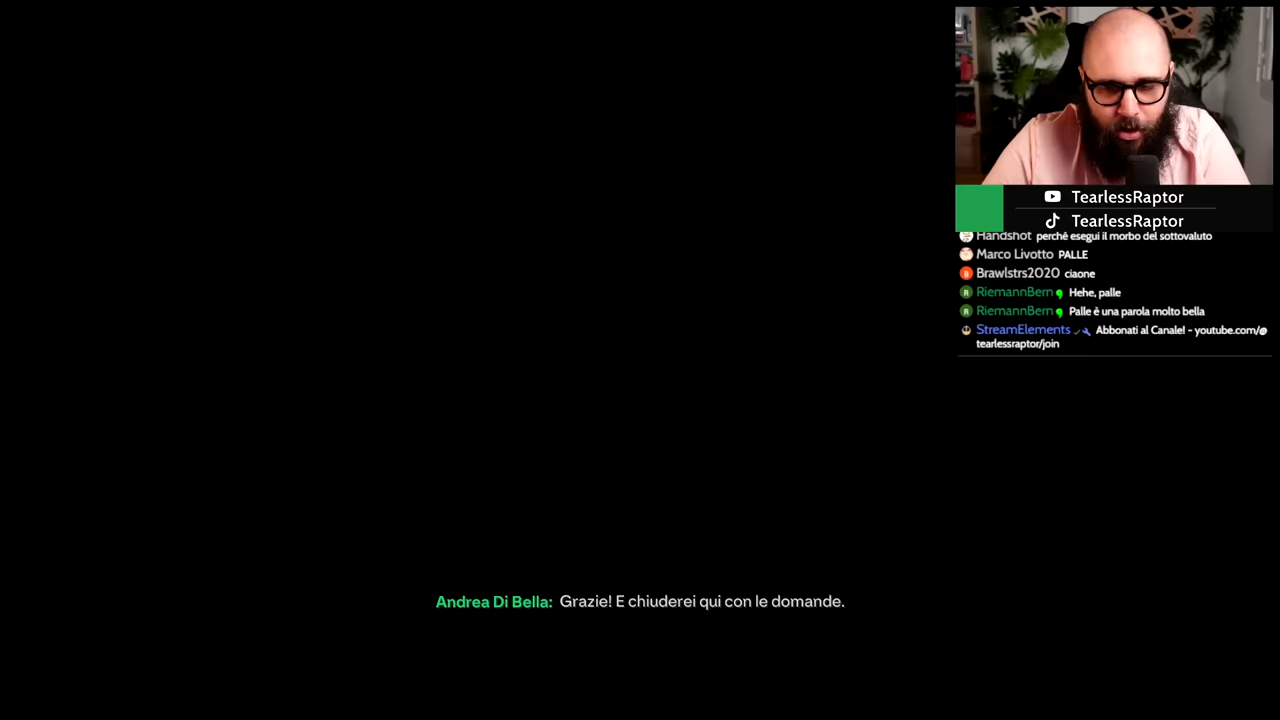 TearlessRaptor
TearlessRaptor
Handshot perché esegui il morbo del sottovaluto
Marco Livotto PALLE
Brawlstrs2020 ciaone
RiemannBern Hehe, palle
RiemannBern Palle è una parola molto bella
StreamElements Abbonati al Canale! - youtube.com/@
tearlessraptor/join
Andrea Di Bella: Grazie! E chiuderei qui con le domande.